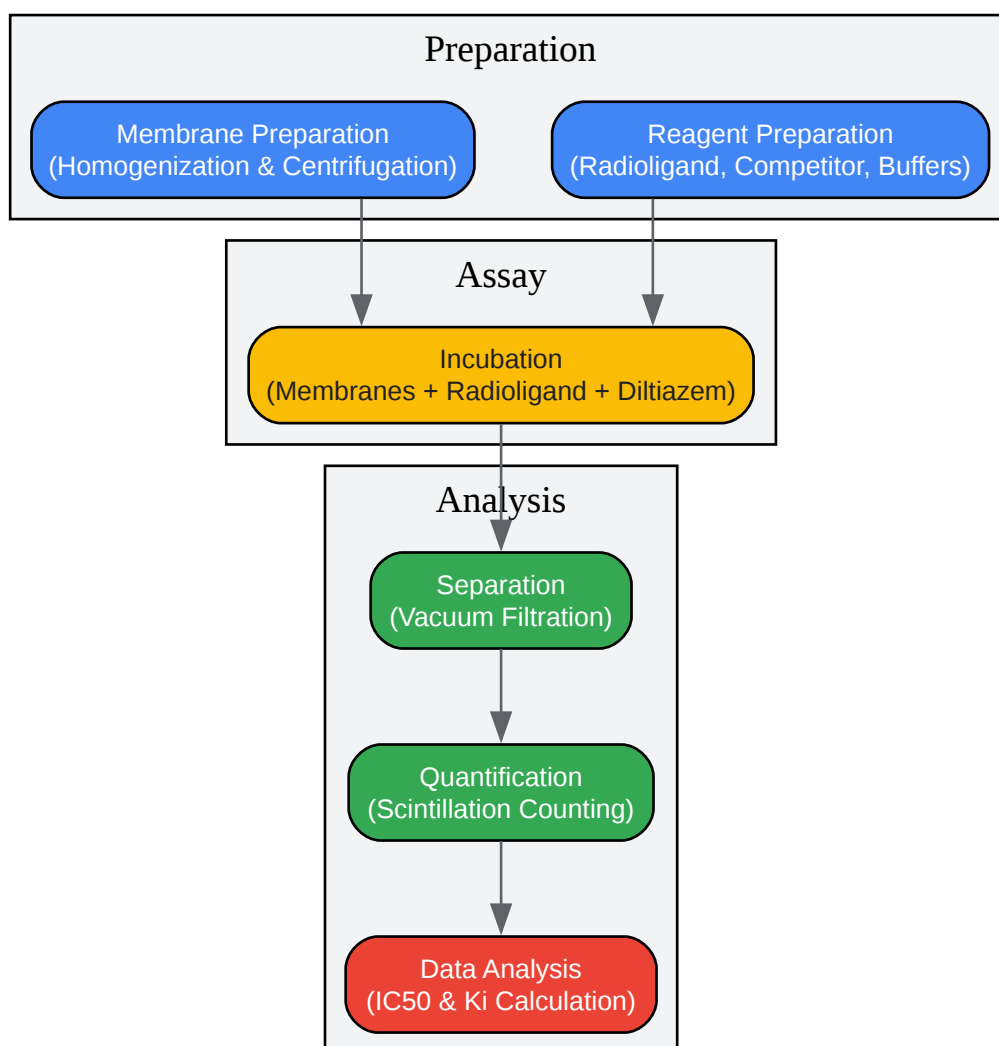 Preparation
Membrane Preparation
(Homogenization & Centrifugation)
Reagent Preparation
(Radioligand, Competitor, Buffers)
Assay
Incubation
(Membranes + Radioligand + Diltiazem)
Analysis
Separation
(Vacuum Filtration)
Quantification
(Scintillation Counting)
Data Analysis
(IC50 & Ki Calculation)